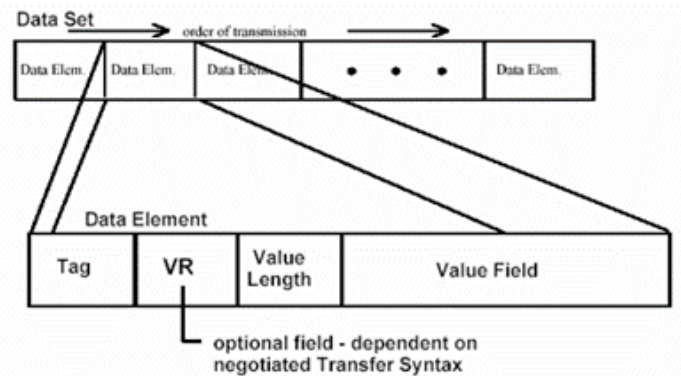 Data Set
order of transmission
Data Elem. Data Elem. Data Elem. • • • Data Elem.
Data Element
Tag VR Value Length Value Field
optional field - dependent on
negotiated Transfer Syntax